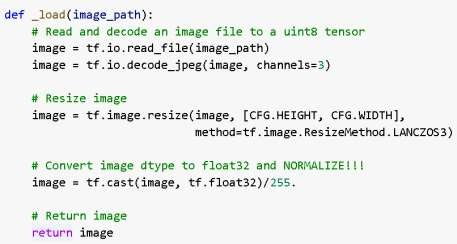 def _load(image_path):
    # Read and decode an image file to a uint8 tensor
    image = tf.io.read_file(image_path)
    image = tf.io.decode_jpeg(image, channels=3)

    # Resize image
    image = tf.image.resize(image, [CFG.HEIGHT, CFG.WIDTH],
                            method=tf.image.ResizeMethod.LANCZOS3)

    # Convert image dtype to float32 and NORMALIZE!!!
    image = tf.cast(image, tf.float32)/255.

    # Return image
    return image